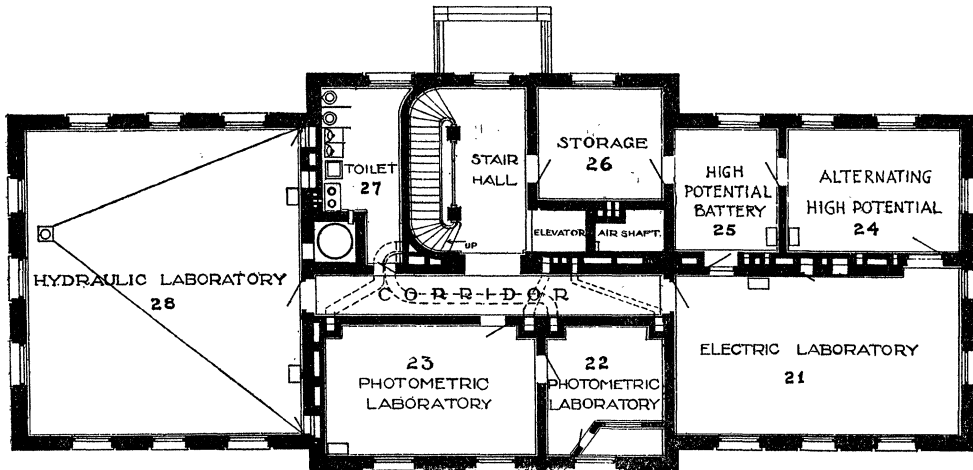 TOILET
27
STAIR
HALL
UP
STORAGE
26
ELEVATOR
AIR SHAFT.
HIGH
POTENTIAL
BATTERY
25
ALTERNATING
HIGH POTENTIAL
24
HYDRAULIC LABORATORY
28
CORRIDOR
23
PHOTOMETRIC
LABORATORY
22
PHOTOMETRIC
LABORATORY
ELECTRIC LABORATORY
21